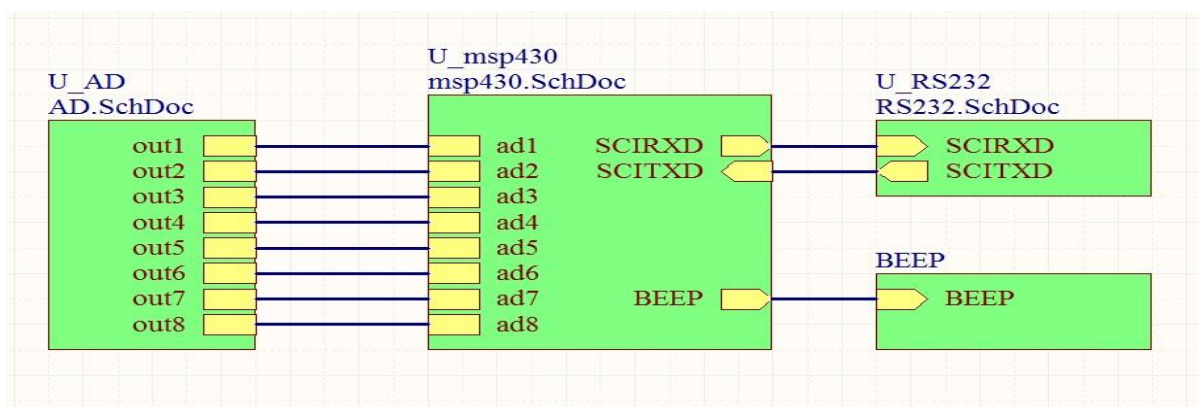 U_AD
AD.SchDoc
out1
out2
out3
out4
out5
out6
out7
out8
U_msp430
msp430.SchDoc
ad1 SCIRXD
ad2 SCITXD
ad3
ad4
ad5
ad6
ad7 BEEP
ad8
U_RS232
RS232.SchDoc
SCIRXD
SCITXD
BEEP
BEEP